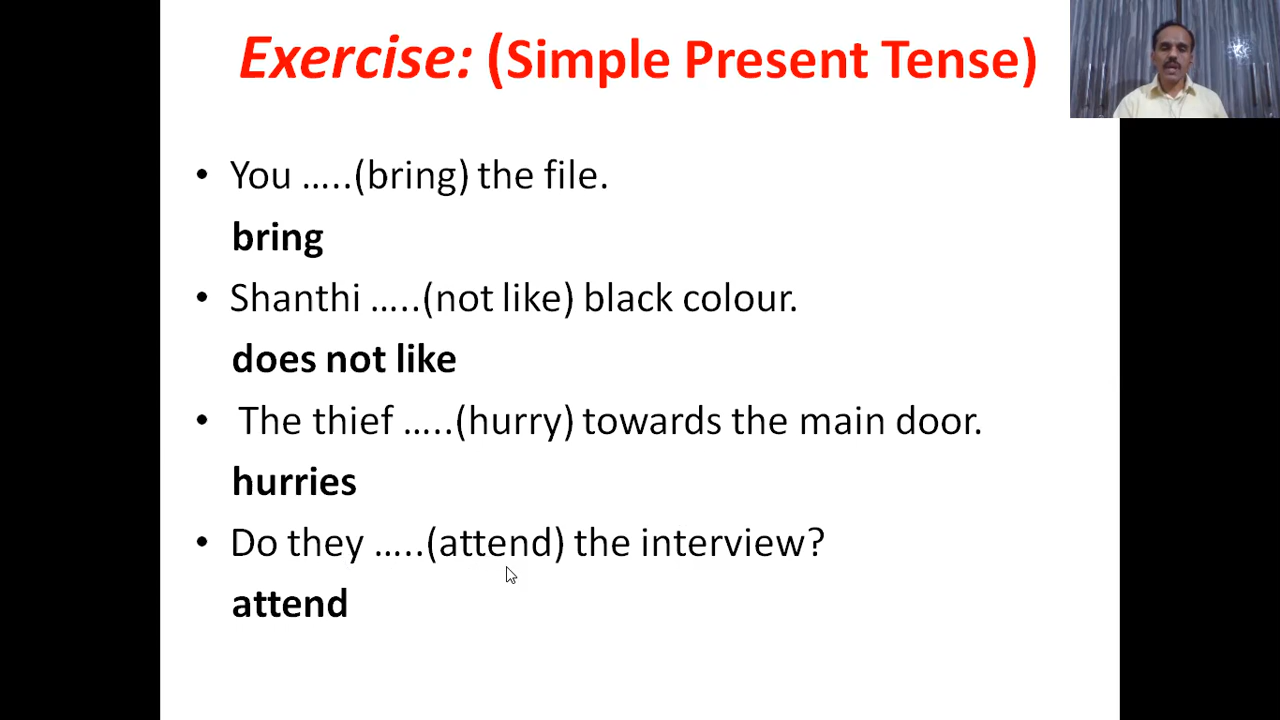 Exercise: (Simple Present Tense)
• You …..(bring) the file.
bring
• Shanthi …..(not like) black colour.
does not like
• The thief …..(hurry) towards the main door.
hurries
• Do they …..(attend) the interview?
attend